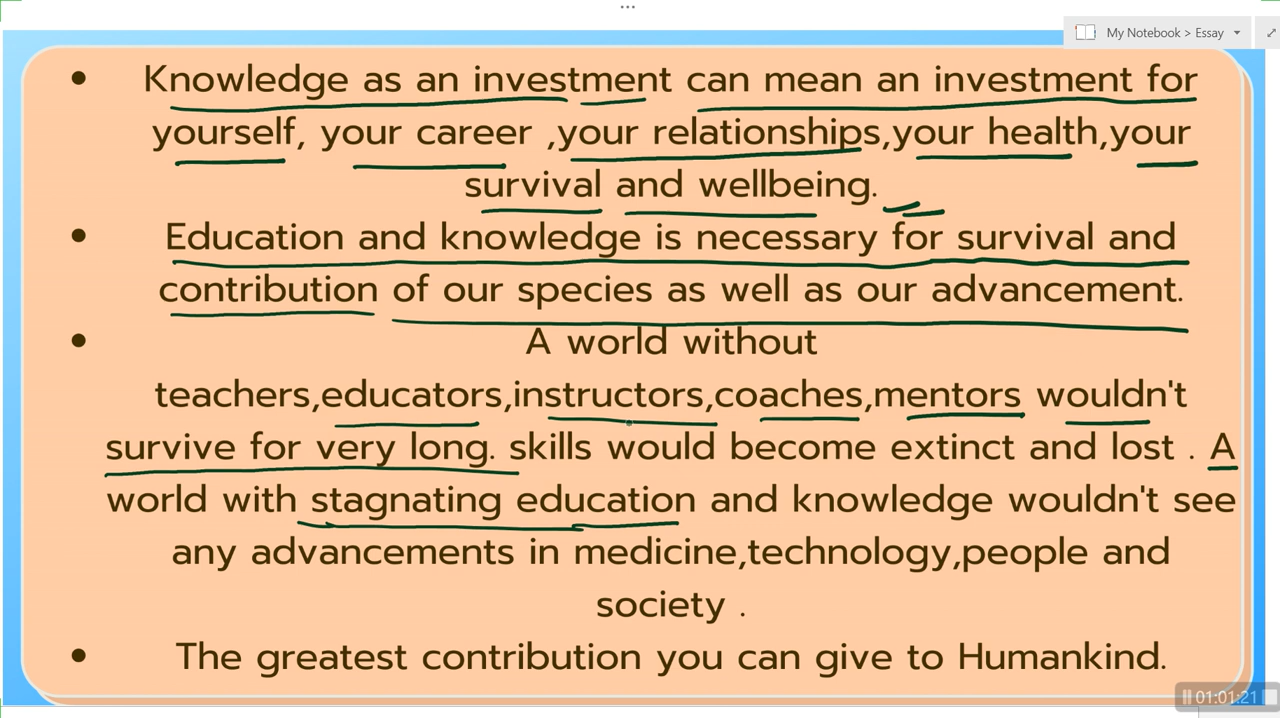 ...
My Notebook > Essay
• Knowledge as an investment can mean an investment for
yourself, your career ,your relationships,your health,your
survival and wellbeing.
• Education and knowledge is necessary for survival and
contribution of our species as well as our advancement.
• A world without
teachers,educators,instructors,coaches,mentors wouldn't
survive for very long. skills would become extinct and lost . A
world with stagnating education and knowledge wouldn't see
any advancements in medicine,technology,people and
society .
• The greatest contribution you can give to Humankind.
01:01:21